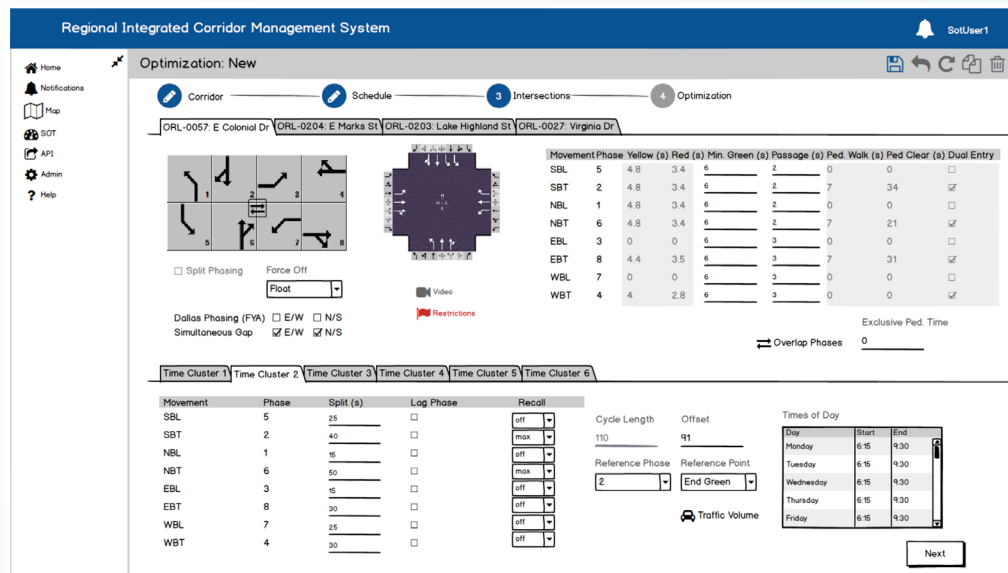 Regional Integrated Corridor Management System
SotUser1
Home
Notifications
Map
SOT
API
Admin
Help
Optimization: New
Corridor
Schedule
3 Intersections
4 Optimization
ORL-0057: E Colonial Dr ORL-0204: E Marks St ORL-0203: Lake Highland St ORL-0027: Virginia Dr
1 2 3 4
5 6 7 8
Split Phasing
Force Off
Float
Dallas Phasing (FYA) E/W N/S
Simultaneous Gap E/W N/S
Video
Restrictions
Movement Phase Yellow (s) Red (s) Min. Green (s) Passage (s) Ped. Walk (s) Ped Clear (s) Dual Entry
SBL 5 4.8 3.4 6 2 0 0
SBT 2 4.8 3.4 6 2 7 34
NBL 1 4.8 3.4 6 2 0 0
NBT 6 4.8 3.4 6 2 7 21
EBL 3 0 0 6 3 0 0
EBT 8 4.4 3.5 6 3 7 31
WBL 7 0 0 6 3 0 0
WBT 4 4 2.8 6 3 0 0
Exclusive Ped. Time
Overlap Phases 0
Time Cluster 1 Time Cluster 2 Time Cluster 3 Time Cluster 4 Time Cluster 5 Time Cluster 6
Movement Phase Split (s) Lag Phase Recall
SBL 5 25 off
SBT 2 40 max
NBL 1 15 off
NBT 6 50 max
EBL 3 15 off
EBT 8 30 off
WBL 7 25 off
WBT 4 30 off
Cycle Length Offset
110 91
Reference Phase Reference Point
2 End Green
Traffic Volume
Times of Day
Day Start End
Monday 6:15 9:30
Tuesday 6:15 9:30
Wednesday 6:15 9:30
Thursday 6:15 9:30
Friday 6:15 9:30
Next